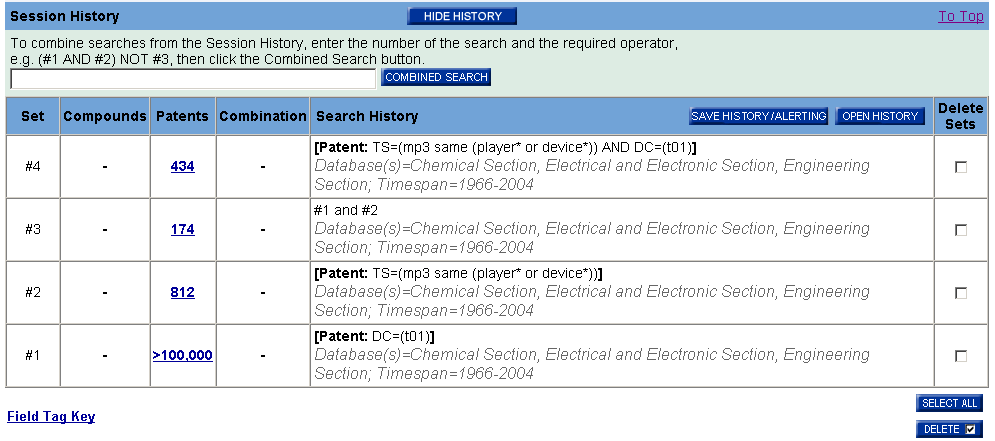 Session History HIDE HISTORY To Top
To combine searches from the Session History, enter the number of the search and the required operator,
e.g. (#1 AND #2) NOT #3, then click the Combined Search button.
COMBINED SEARCH
Set Compounds Patents Combination Search History SAVE HISTORY/ALERTING OPEN HISTORY Delete
Sets
[Patent: TS=(mp3 same (player* or device*)) AND DC=(t01)]
#4 - 434 - Database(s)=Chemical Section, Electrical and Electronic Section, Engineering
Section; Timespan=1966-2004
#1 and #2
#3 - 174 - Database(s)=Chemical Section, Electrical and Electronic Section, Engineering
Section; Timespan=1966-2004
[Patent: TS=(mp3 same (player* or device*))]
#2 - 812 - Database(s)=Chemical Section, Electrical and Electronic Section, Engineering
Section; Timespan=1966-2004
[Patent: DC=(t01)]
#1 - >100,000 - Database(s)=Chemical Section, Electrical and Electronic Section, Engineering
Section; Timespan=1966-2004
SELECT ALL
Field Tag Key
DELETE